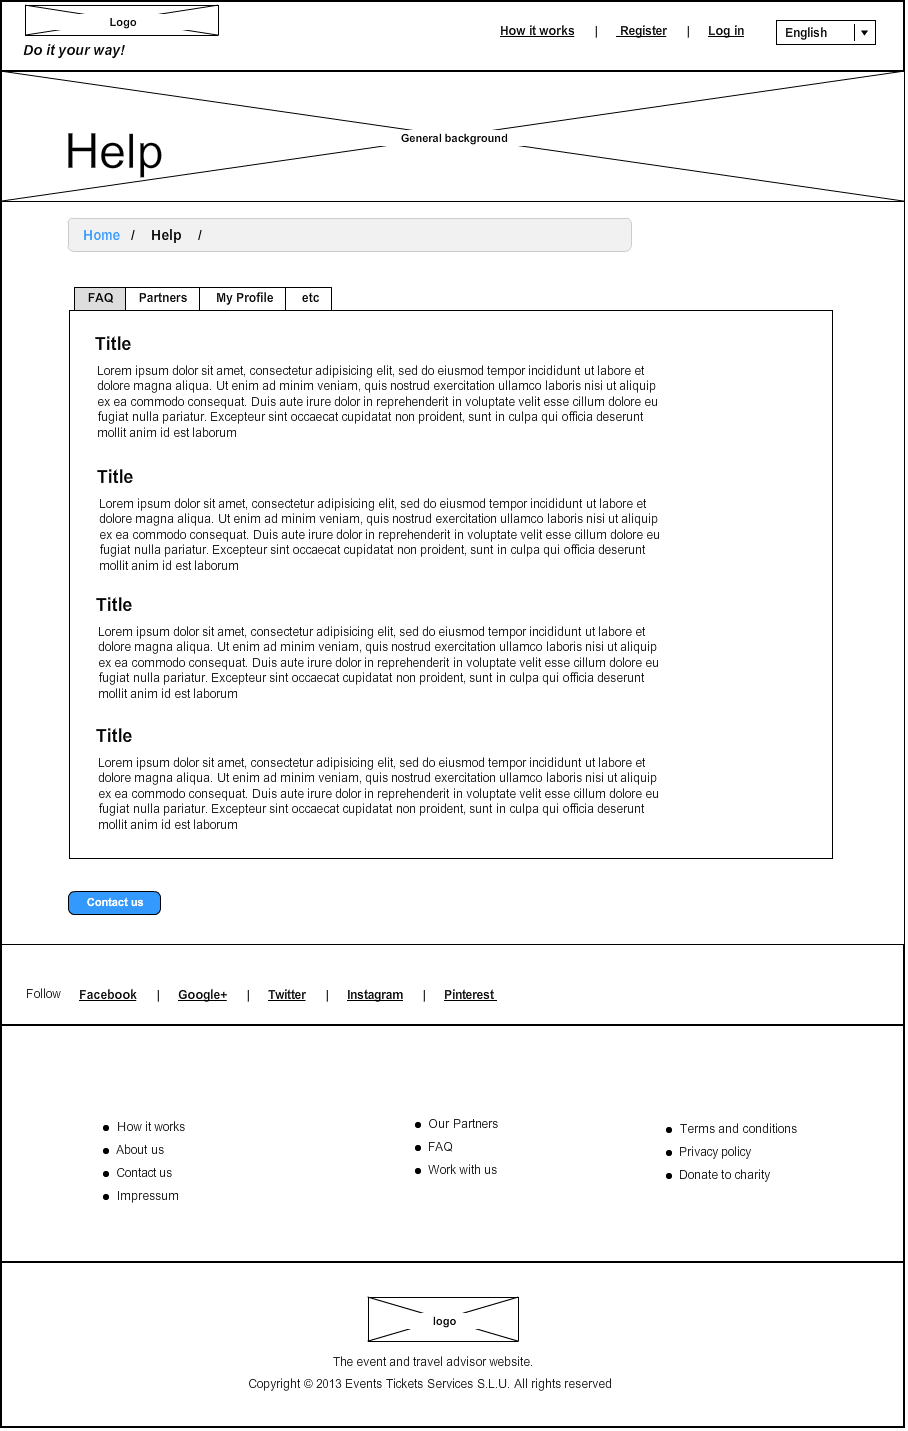 Logo
Do it your way!
How it works | Register | Log in English
General background
Help
Home / Help /
FAQ Partners My Profile etc
Title
Lorem ipsum dolor sit amet, consectetur adipisicing elit, sed do eiusmod tempor incididunt ut labore et
dolore magna aliqua. Ut enim ad minim veniam, quis nostrud exercitation ullamco laboris nisi ut aliquip
ex ea commodo consequat. Duis aute irure dolor in reprehenderit in voluptate velit esse cillum dolore eu
fugiat nulla pariatur. Excepteur sint occaecat cupidatat non proident, sunt in culpa qui officia deserunt
mollit anim id est laborum
Title
Lorem ipsum dolor sit amet, consectetur adipisicing elit, sed do eiusmod tempor incididunt ut labore et
dolore magna aliqua. Ut enim ad minim veniam, quis nostrud exercitation ullamco laboris nisi ut aliquip
ex ea commodo consequat. Duis aute irure dolor in reprehenderit in voluptate velit esse cillum dolore eu
fugiat nulla pariatur. Excepteur sint occaecat cupidatat non proident, sunt in culpa qui officia deserunt
mollit anim id est laborum
Title
Lorem ipsum dolor sit amet, consectetur adipisicing elit, sed do eiusmod tempor incididunt ut labore et
dolore magna aliqua. Ut enim ad minim veniam, quis nostrud exercitation ullamco laboris nisi ut aliquip
ex ea commodo consequat. Duis aute irure dolor in reprehenderit in voluptate velit esse cillum dolore eu
fugiat nulla pariatur. Excepteur sint occaecat cupidatat non proident, sunt in culpa qui officia deserunt
mollit anim id est laborum
Title
Lorem ipsum dolor sit amet, consectetur adipisicing elit, sed do eiusmod tempor incididunt ut labore et
dolore magna aliqua. Ut enim ad minim veniam, quis nostrud exercitation ullamco laboris nisi ut aliquip
ex ea commodo consequat. Duis aute irure dolor in reprehenderit in voluptate velit esse cillum dolore eu
fugiat nulla pariatur. Excepteur sint occaecat cupidatat non proident, sunt in culpa qui officia deserunt
mollit anim id est laborum
Contact us
Follow Facebook | Google+ | Twitter | Instagram | Pinterest
How it works
About us
Contact us
Impressum
Our Partners
FAQ
Work with us
Terms and conditions
Privacy policy
Donate to charity
logo
The event and travel advisor website.
Copyright © 2013 Events Tickets Services S.L.U. All rights reserved